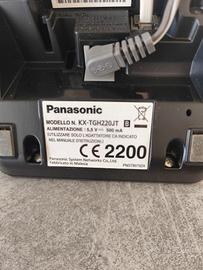 Panasonic
MODELLO N. KX-TGH220JT B
ALIMENTAZIONE : 5,5 V⎓ 500 mA
(UTILIZZARE SOLO L'ADATTATORE CA INDICATO
NEL MANUALE D'ISTRUZIONI)
CE 2200
Panasonic System Networks Co.,Ltd.
Fabbricato in Malesia